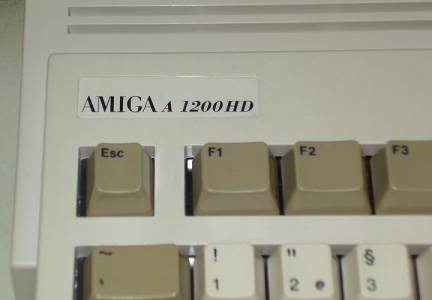 AMIGA A 1200HD
Esc F1 F2 F3
~ ! " §
` 1 2 @ 3